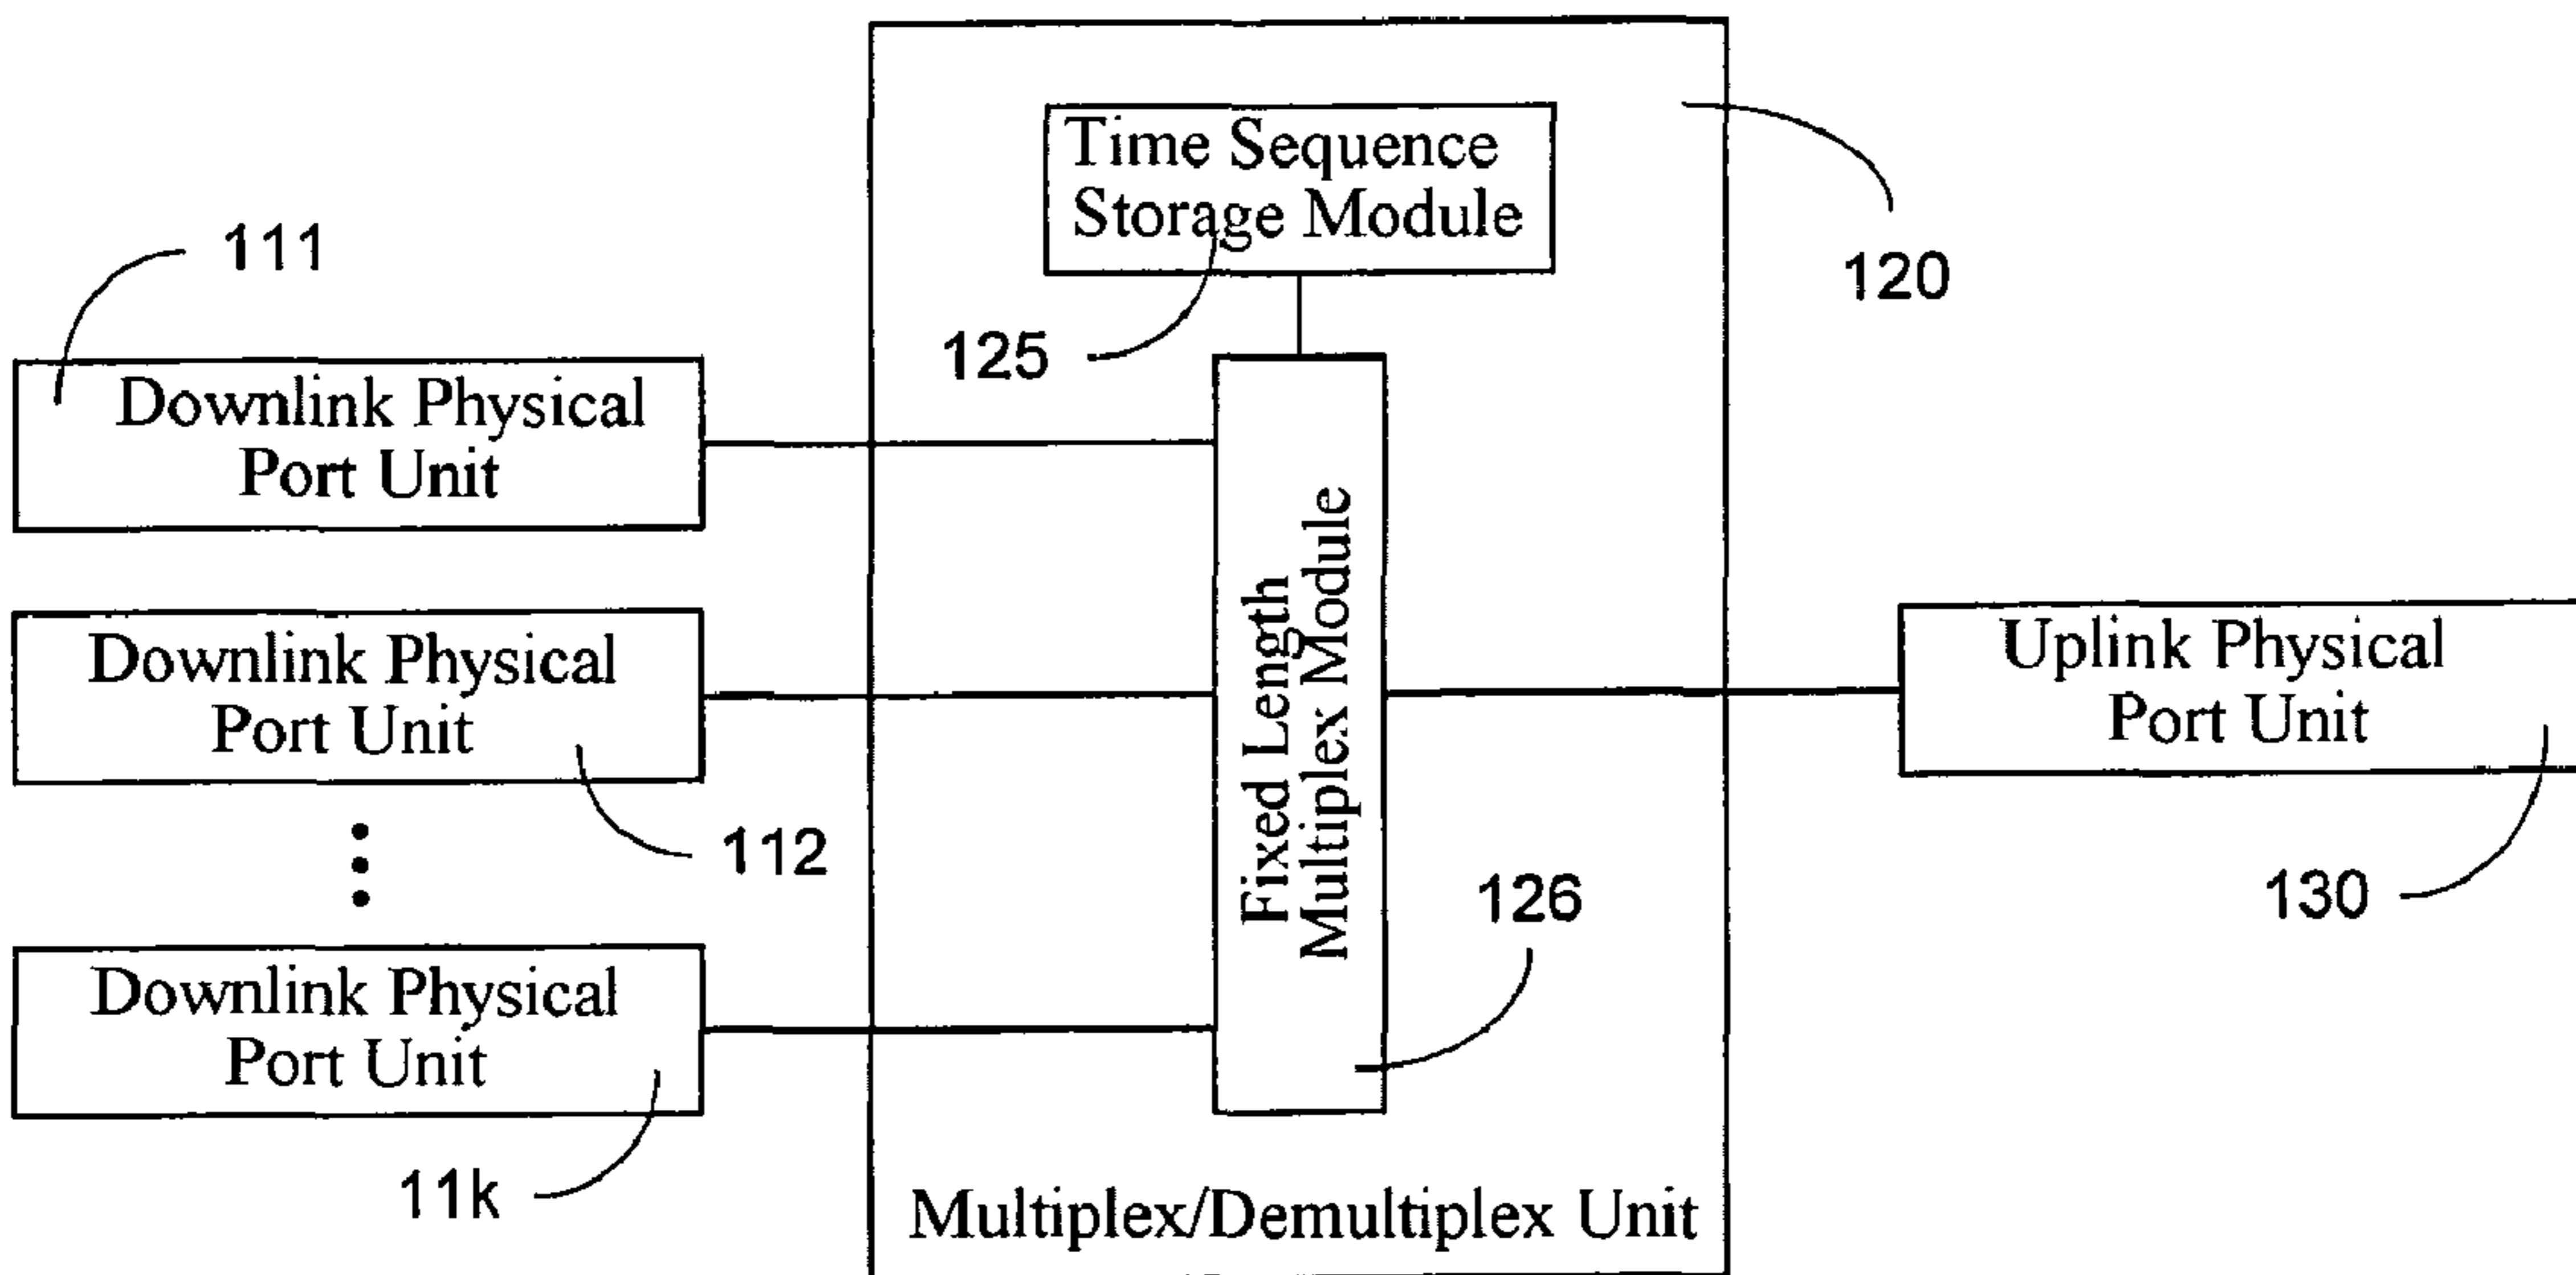 Time Sequence
Storage Module
111
120
125
Downlink Physical
Port Unit
Downlink Physical
Port Unit
112
Fixed Length
Multiplex Module
Uplink Physical
Port Unit
130
126
Downlink Physical
Port Unit
11k
Multiplex/Demultiplex Unit